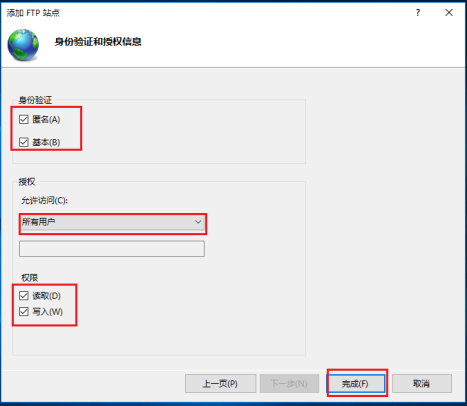 添加 FTP 站点
?
身份验证和授权信息
身份验证
匿名(A)
基本(B)
授权
允许访问(C):
所有用户
权限
读取(D)
写入(W)
上一页(P) 下一步(N) 完成(F) 取消